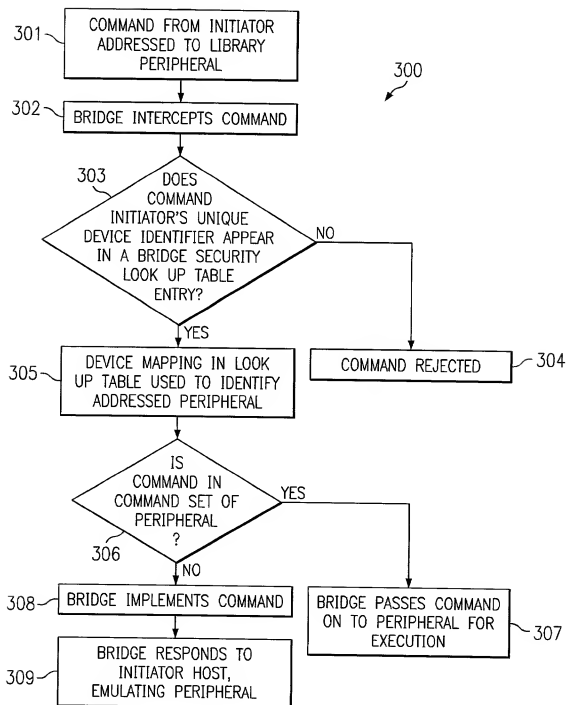 301
COMMAND FROM INITIATOR
ADDRESSED TO LIBRARY
PERIPHERAL
300
302
BRIDGE INTERCEPTS COMMAND
303
DOES
COMMAND
INITIATOR'S UNIQUE
DEVICE IDENTIFIER APPEAR
IN A BRIDGE SECURITY
LOOK UP TABLE
ENTRY?
NO
YES
305
DEVICE MAPPING IN LOOK
UP TABLE USED TO IDENTIFY
ADDRESSED PERIPHERAL
COMMAND REJECTED
304
IS
COMMAND IN
COMMAND SET OF
PERIPHERAL
?
YES
306
NO
308
BRIDGE IMPLEMENTS COMMAND
BRIDGE PASSES COMMAND
ON TO PERIPHERAL FOR
EXECUTION
307
309
BRIDGE RESPONDS TO
INITIATOR HOST,
EMULATING PERIPHERAL